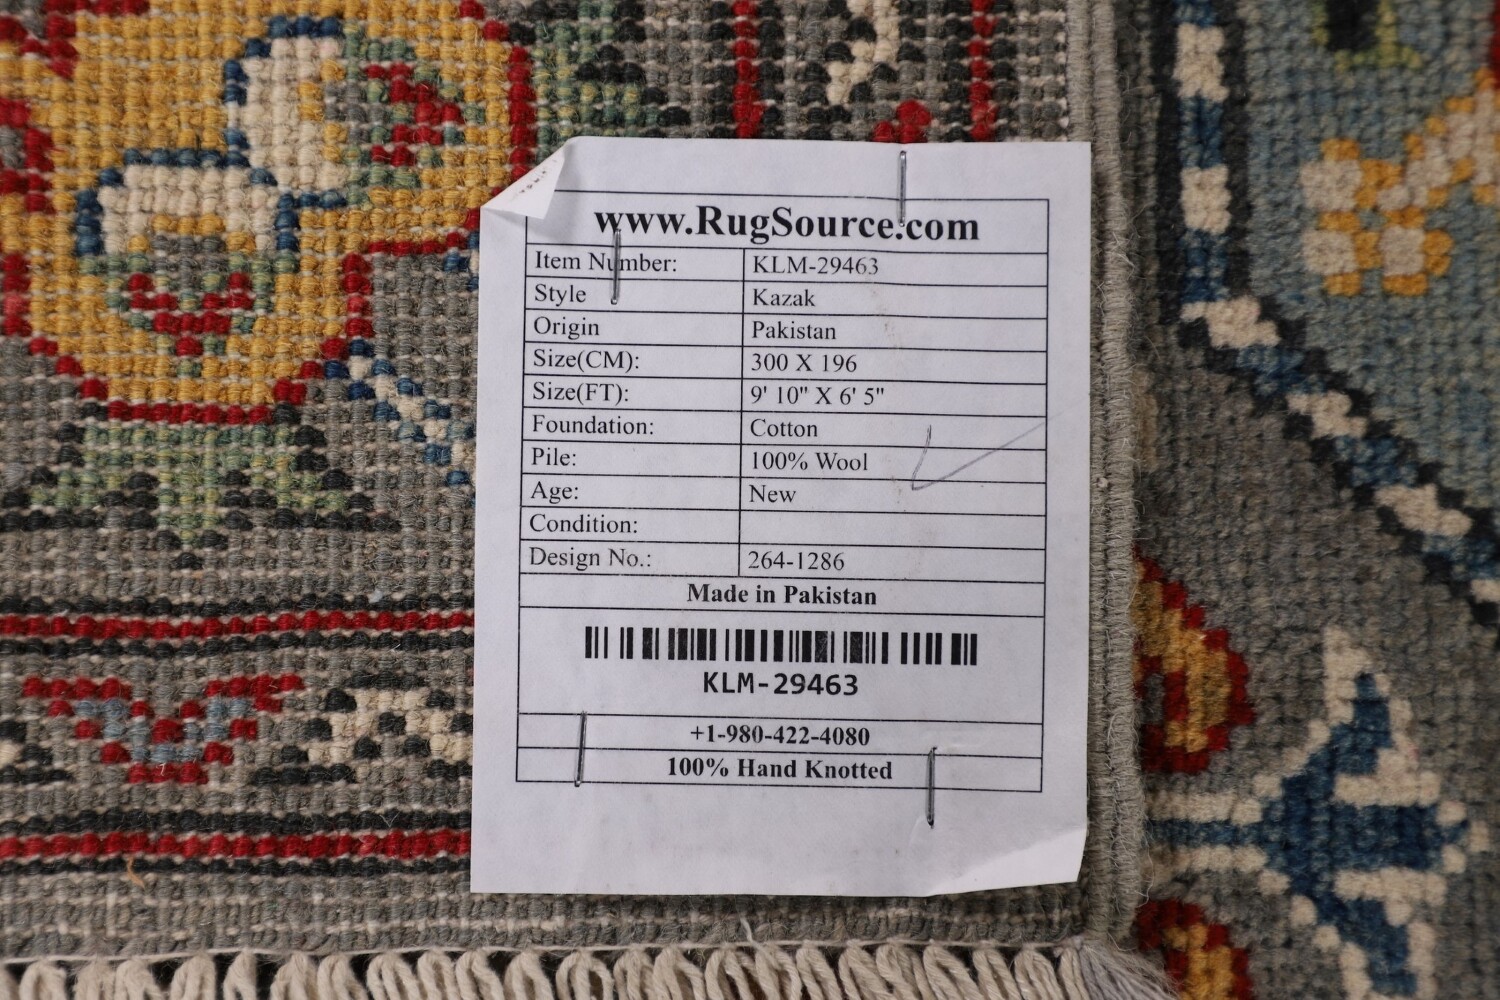 www.RugSource.com
Item Number: KLM-29463
Style Kazak
Origin Pakistan
Size(CM): 300 X 196
Size(FT): 9' 10" X 6' 5"
Foundation: Cotton
Pile: 100% Wool
Age: New
Condition:
Design No.: 264-1286
Made in Pakistan
KLM-29463
+1-980-422-4080
100% Hand Knotted